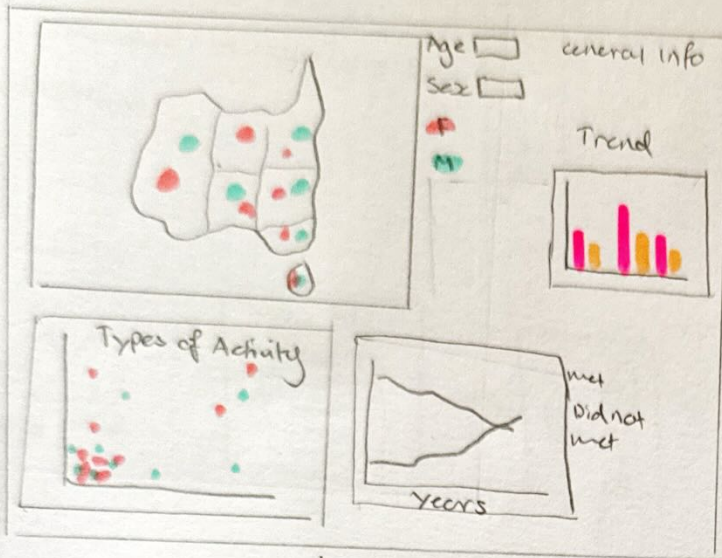 Age
General Info
Sex
F
M
Trend
Types of Activity
met
Did not
met
Years